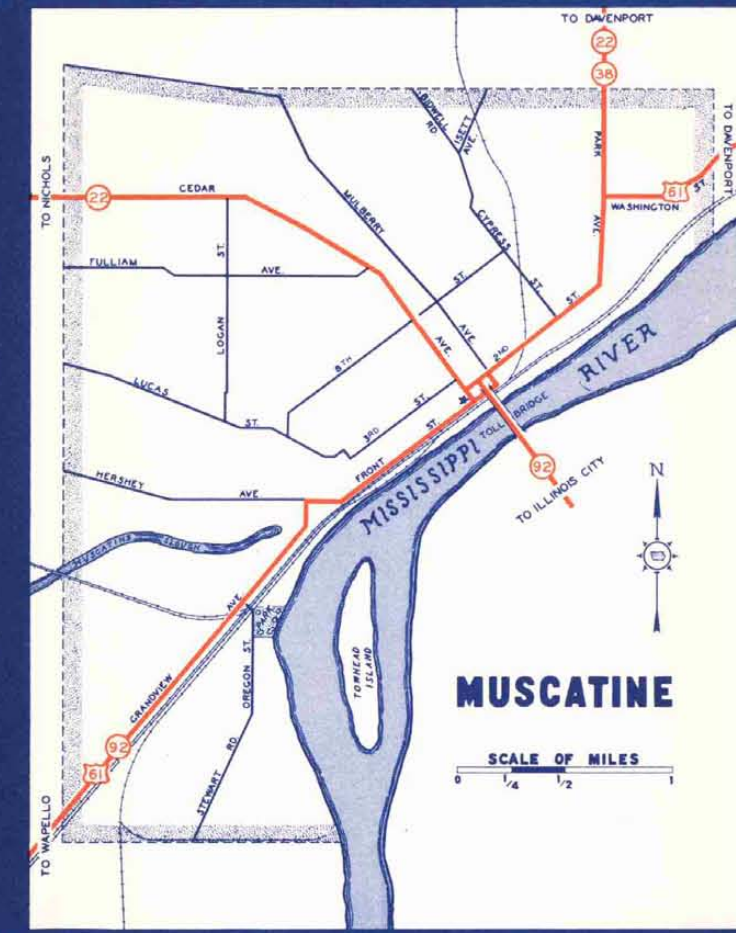 TO DAVENPORT
22
38
TO DAVENPORT
BIDWELL RD.
ISETT AVE.
PARK AVE.
61
WASHINGTON ST.
TO NICHOLS
22
CEDAR AVE.
MULBERRY AVE.
CYPRESS ST.
FULLIAM AVE.
LOGAN ST.
8TH ST.
2ND ST.
LUCAS ST.
3RD ST.
FRONT ST.
MISSISSIPPI RIVER
TOLL BRIDGE
92
TO ILLINOIS CITY
HERSHEY AVE
MUSCATINE SLOUGH
N
PARK
GRANDVIEW AVE.
OREGON ST.
TOWHEAD
ISLAND
STEWART RD
92
61
TO WAPELLO
MUSCATINE
SCALE OF MILES
0 1/4 1/2 1